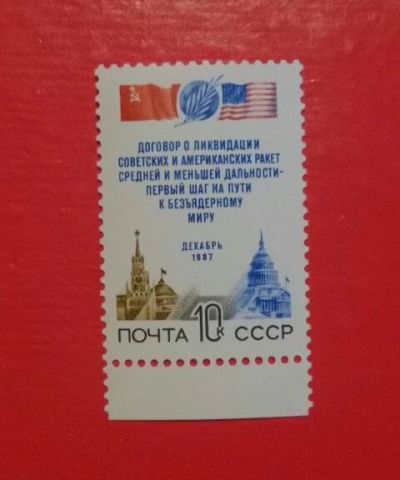 ДОГОВОР О ЛИКВИДАЦИИ
СОВЕТСКИХ И АМЕРИКАНСКИХ РАКЕТ
СРЕДНЕЙ И МЕНЬШЕЙ ДАЛЬНОСТИ-
ПЕРВЫЙ ШАГ НА ПУТИ
К БЕЗЪЯДЕРНОМУ
МИРУ
ДЕКАБРЬ
1987
ПОЧТА 10К СССР